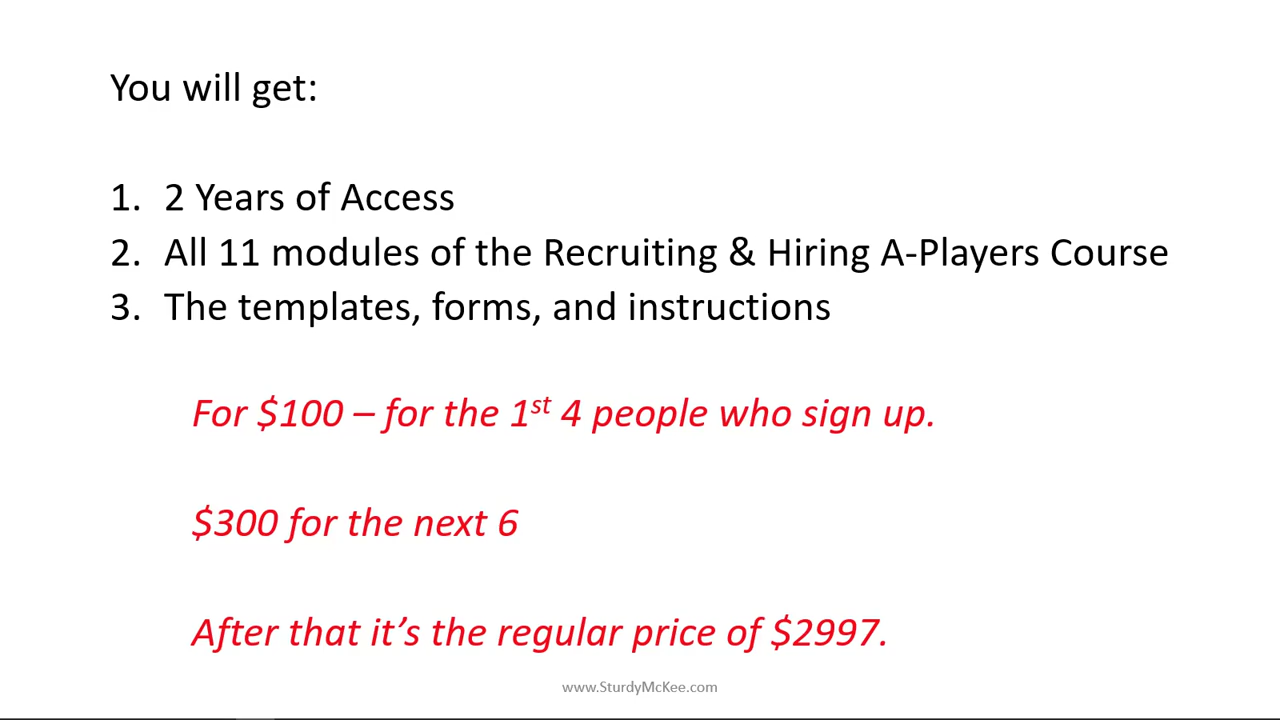 You will get:
1. 2 Years of Access
2. All 11 modules of the Recruiting & Hiring A-Players Course
3. The templates, forms, and instructions
For $100 – for the 1st 4 people who sign up.
$300 for the next 6
After that it’s the regular price of $2997.
www.SturdyMcKee.com